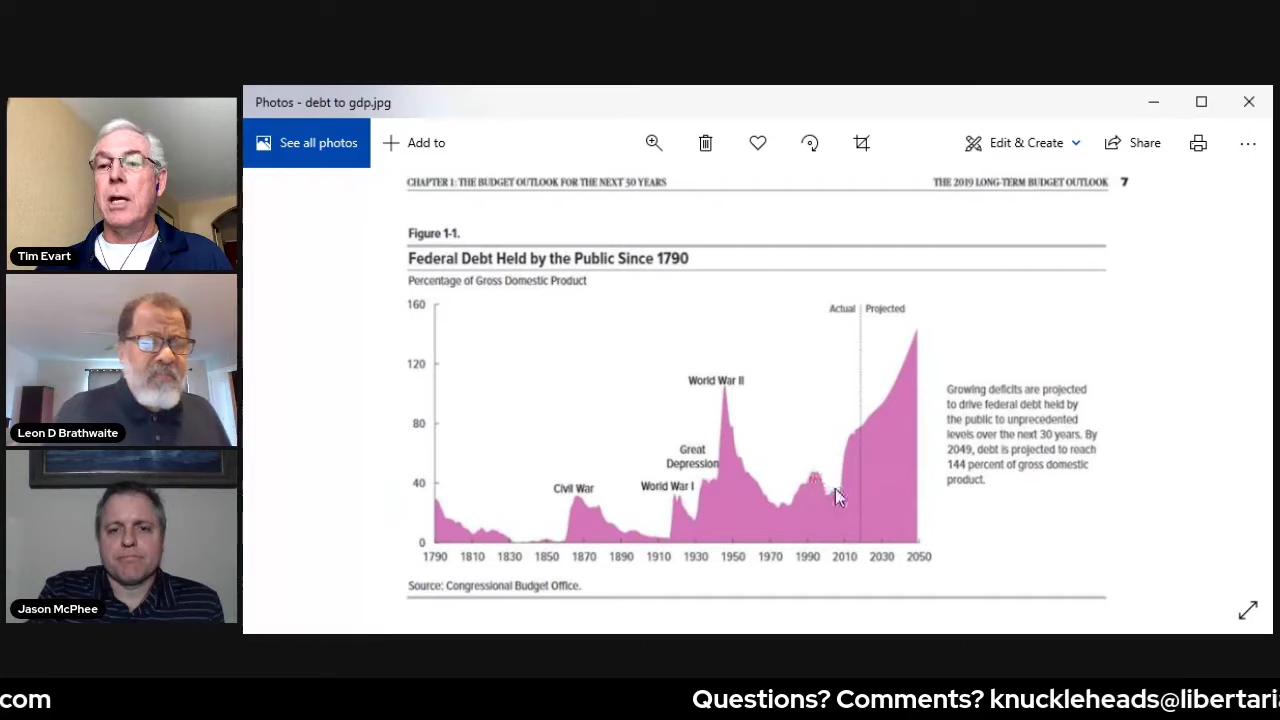 Photos - debt to gdp.jpg
See all photos
Add to
Edit & Create
Share
CHAPTER 1: THE BUDGET OUTLOOK FOR THE NEXT 30 YEARS
THE 2019 LONG-TERM BUDGET OUTLOOK 7
Figure 1-1.
Federal Debt Held by the Public Since 1790
Percentage of Gross Domestic Product
160
120
80
40
0
Actual
Projected
World War II
Great
Depression
World War I
Civil War
1790 1810 1830 1850 1870 1890 1910 1930 1950 1970 1990 2010 2030 2050
Growing deficits are projected
to drive federal debt held by
the public to unprecedented
levels over the next 30 years. By
2049, debt is projected to reach
144 percent of gross domestic
product.
Source: Congressional Budget Office.
Tim Evart
Leon D Brathwaite
Jason McPhee
com
Questions? Comments? knuckleheads@libertari